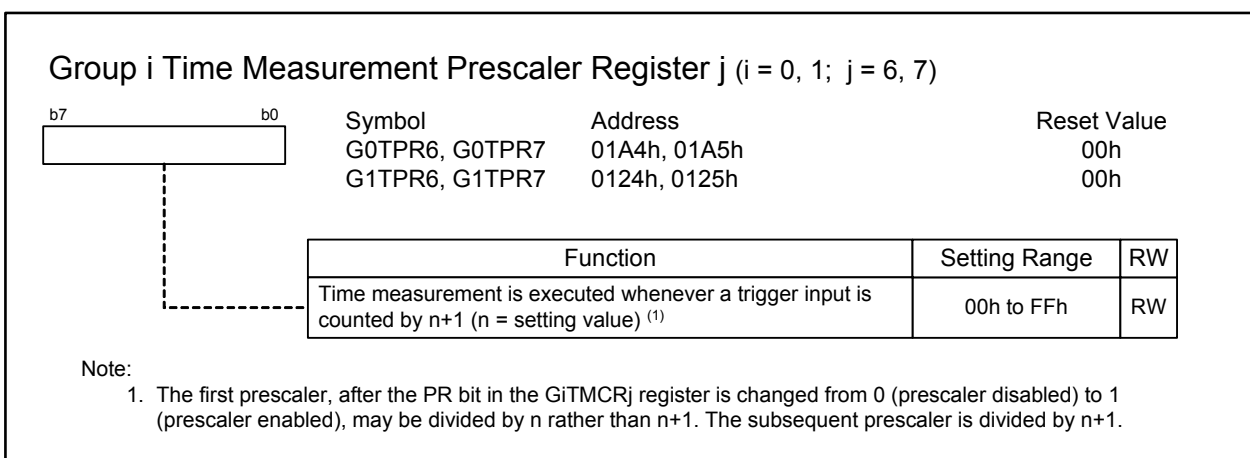 Group i Time Measurement Prescaler Register j (i = 0, 1; j = 6, 7)
b7 b0
Symbol Address Reset Value
G0TPR6, G0TPR7 01A4h, 01A5h 00h
G1TPR6, G1TPR7 0124h, 0125h 00h
Function Setting Range RW
Time measurement is executed whenever a trigger input is
counted by n+1 (n = setting value) (1)
00h to FFh RW
Note:
1. The first prescaler, after the PR bit in the GiTMCRj register is changed from 0 (prescaler disabled) to 1
(prescaler enabled), may be divided by n rather than n+1. The subsequent prescaler is divided by n+1.